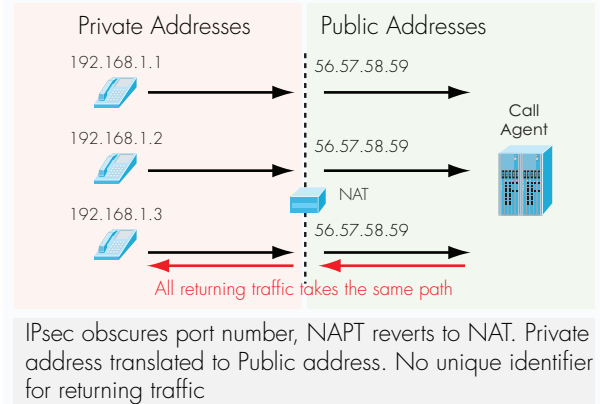 Private Addresses
Public Addresses
192.168.1.1
56.57.58.59
Call
Agent
192.168.1.2
56.57.58.59
NAT
192.168.1.3
56.57.58.59
All returning traffic takes the same path
IPsec obscures port number, NAPT reverts to NAT. Private
address translated to Public address. No unique identifier
for returning traffic